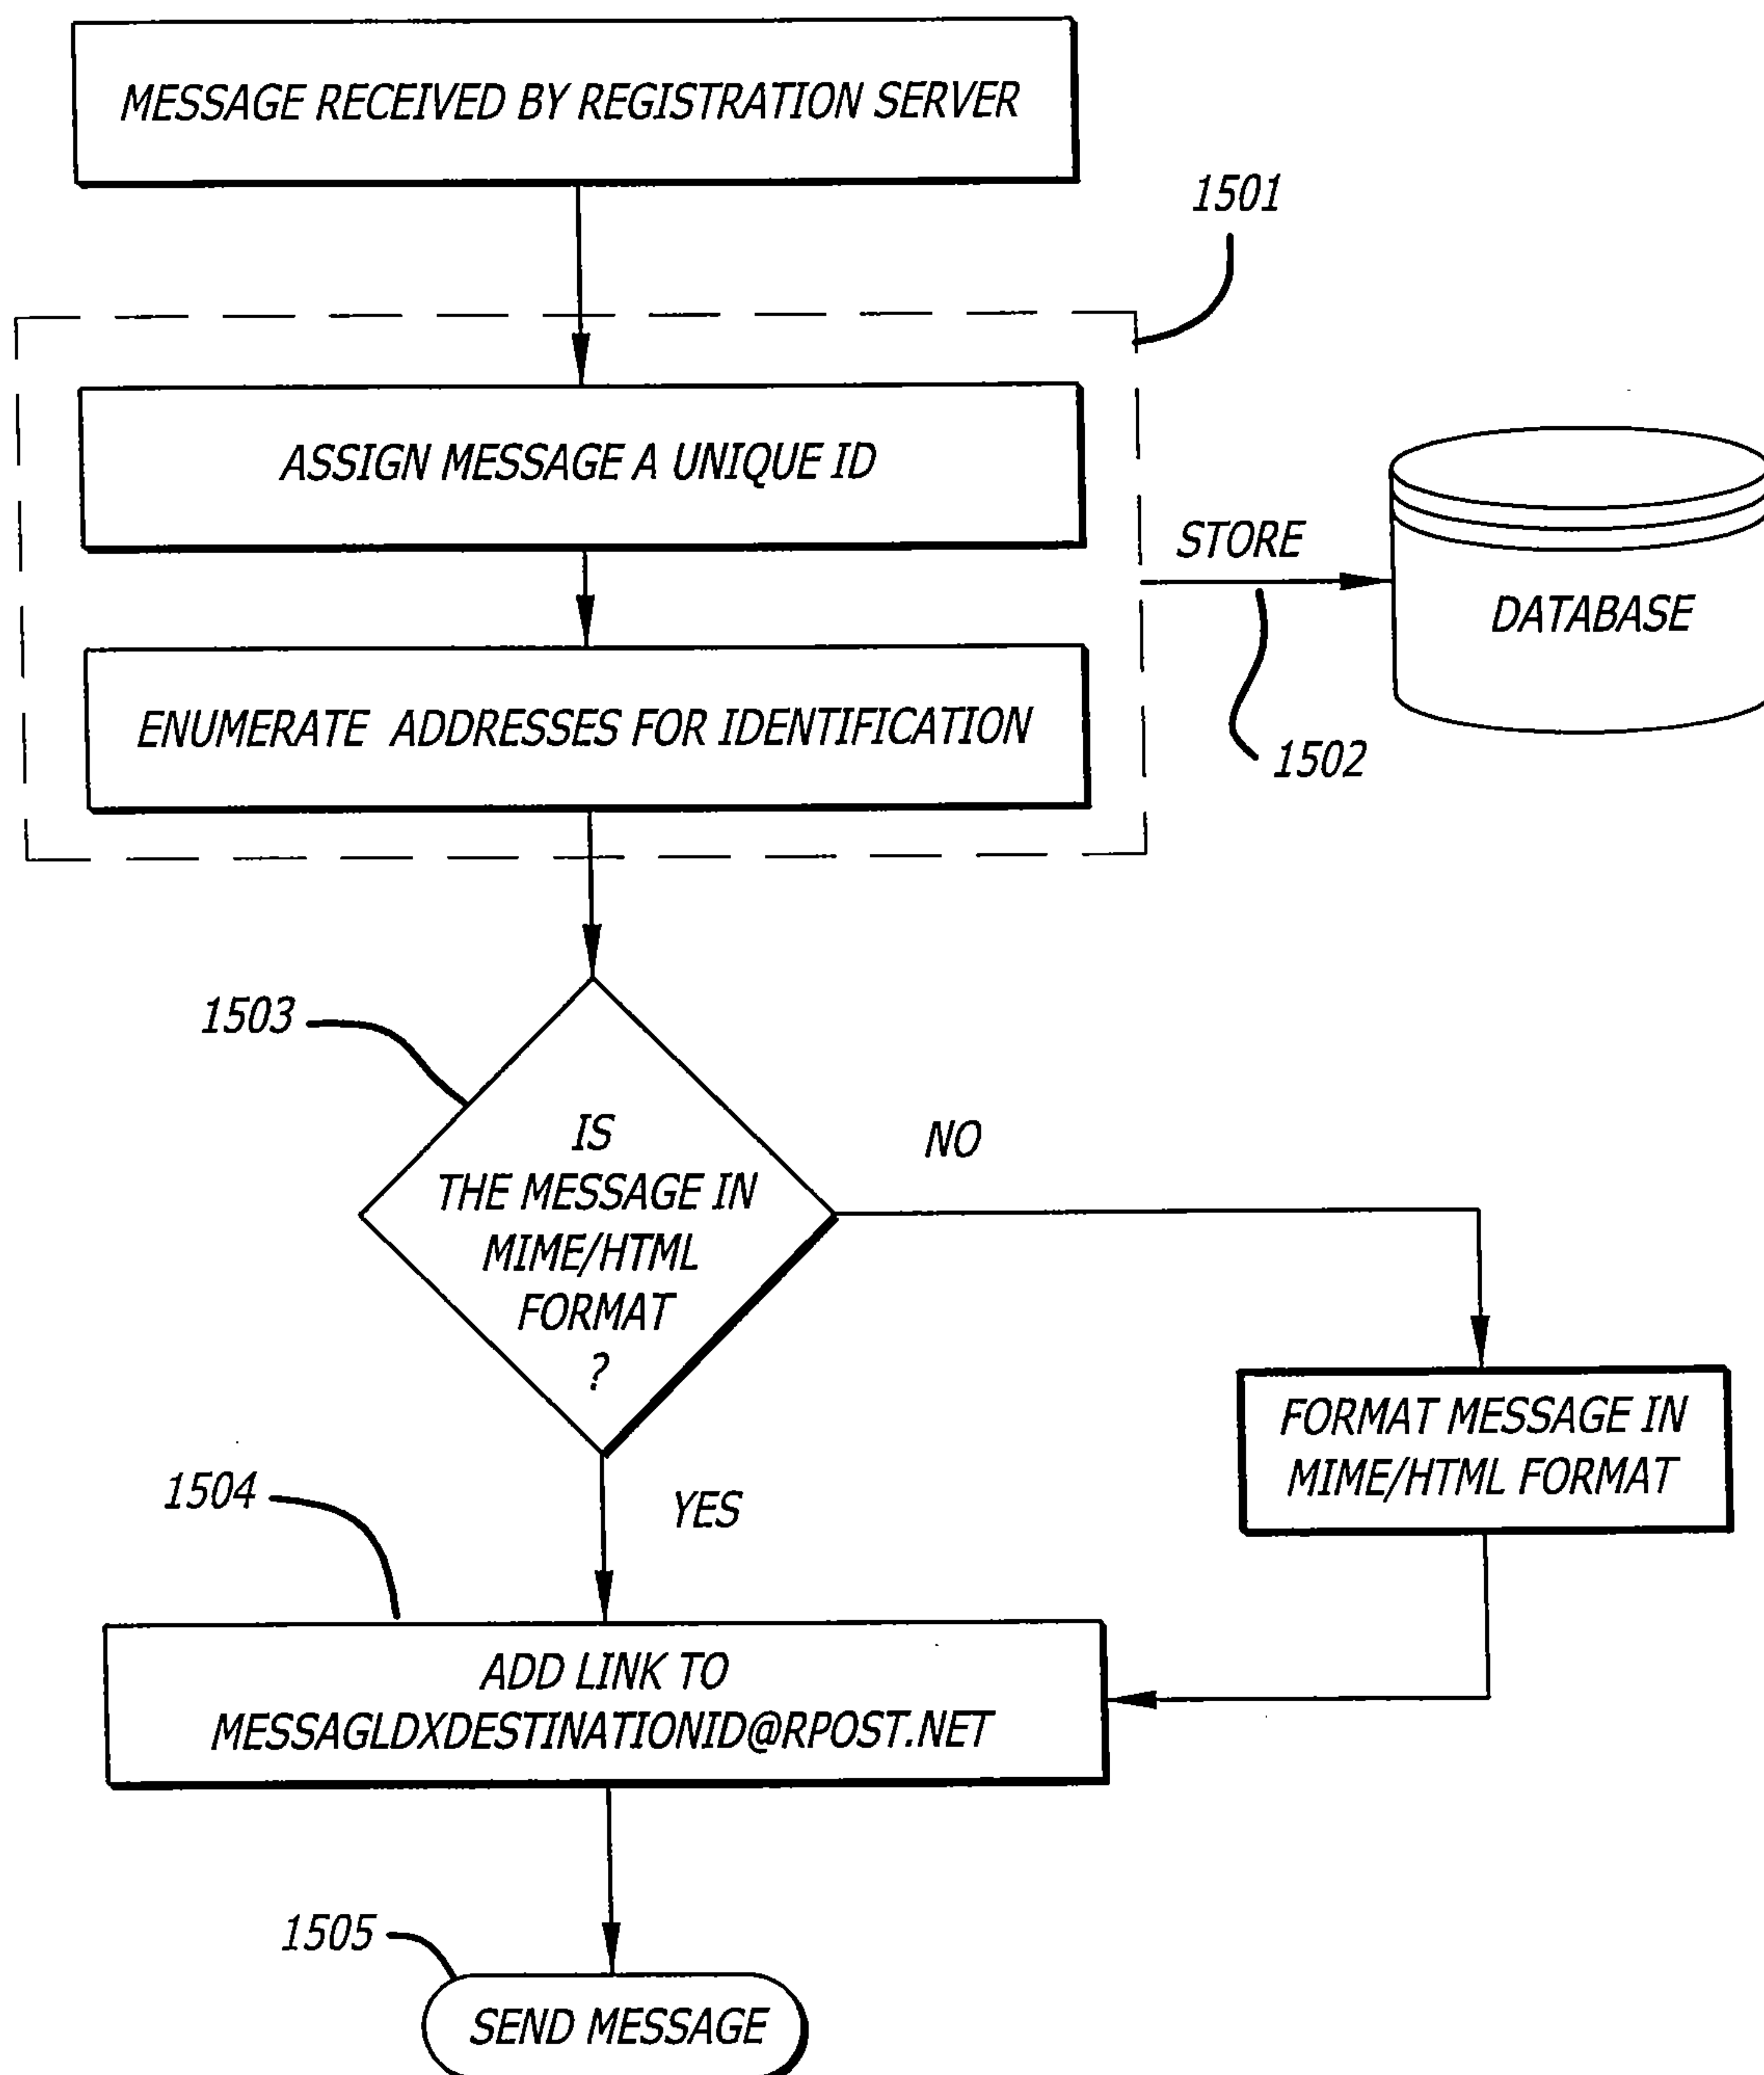 MESSAGE RECEIVED BY REGISTRATION SERVER
1501
ASSIGN MESSAGE A UNIQUE ID
STORE
DATABASE
ENUMERATE ADDRESSES FOR IDENTIFICATION
1502
1503
IS
THE MESSAGE IN
MIME/HTML
FORMAT
?
NO
FORMAT MESSAGE IN
MIME/HTML FORMAT
1504
YES
ADD LINK TO
MESSAGLDXDESTINATIONID@RPOST.NET
1505
SEND MESSAGE